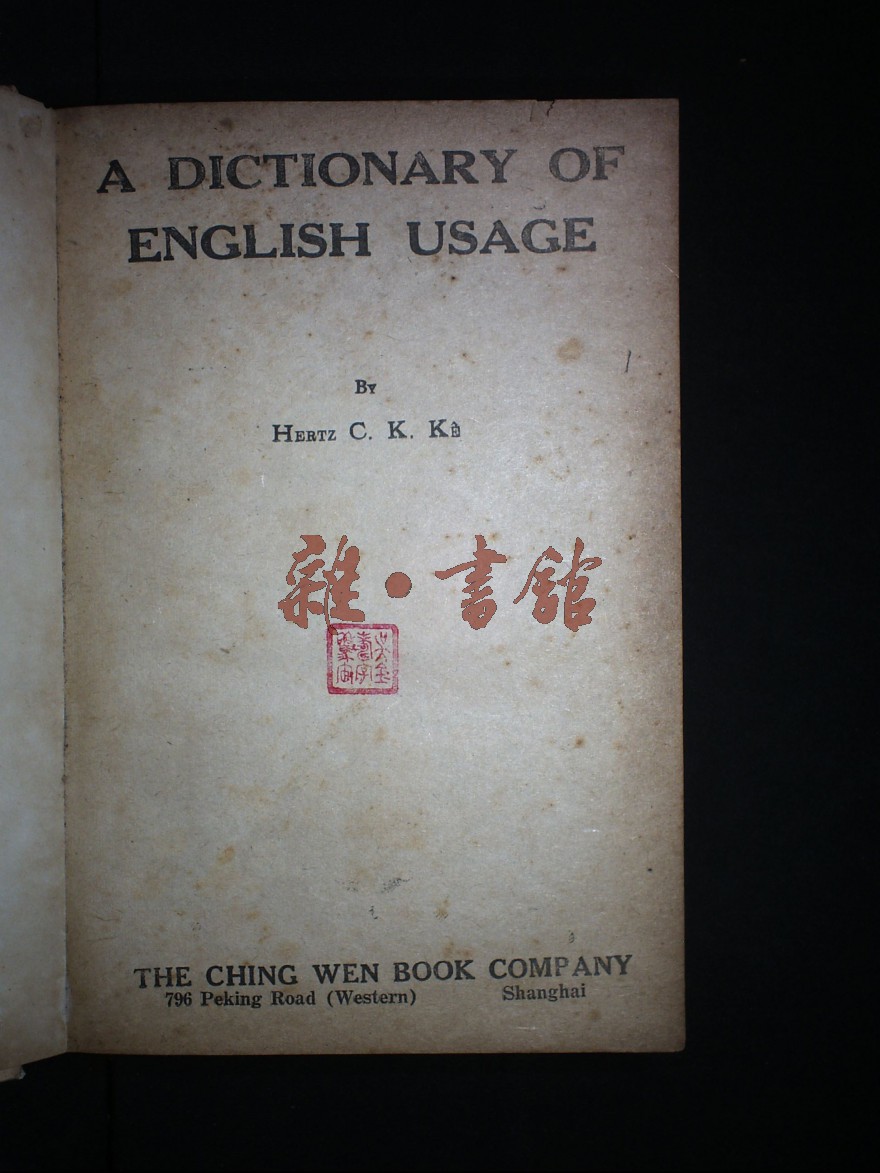 A DICTIONARY OF
ENGLISH USAGE
BY
HERTZ C. K. KÊ
雜·書館
THE CHING WEN BOOK COMPANY
796 Peking Road (Western) Shanghai